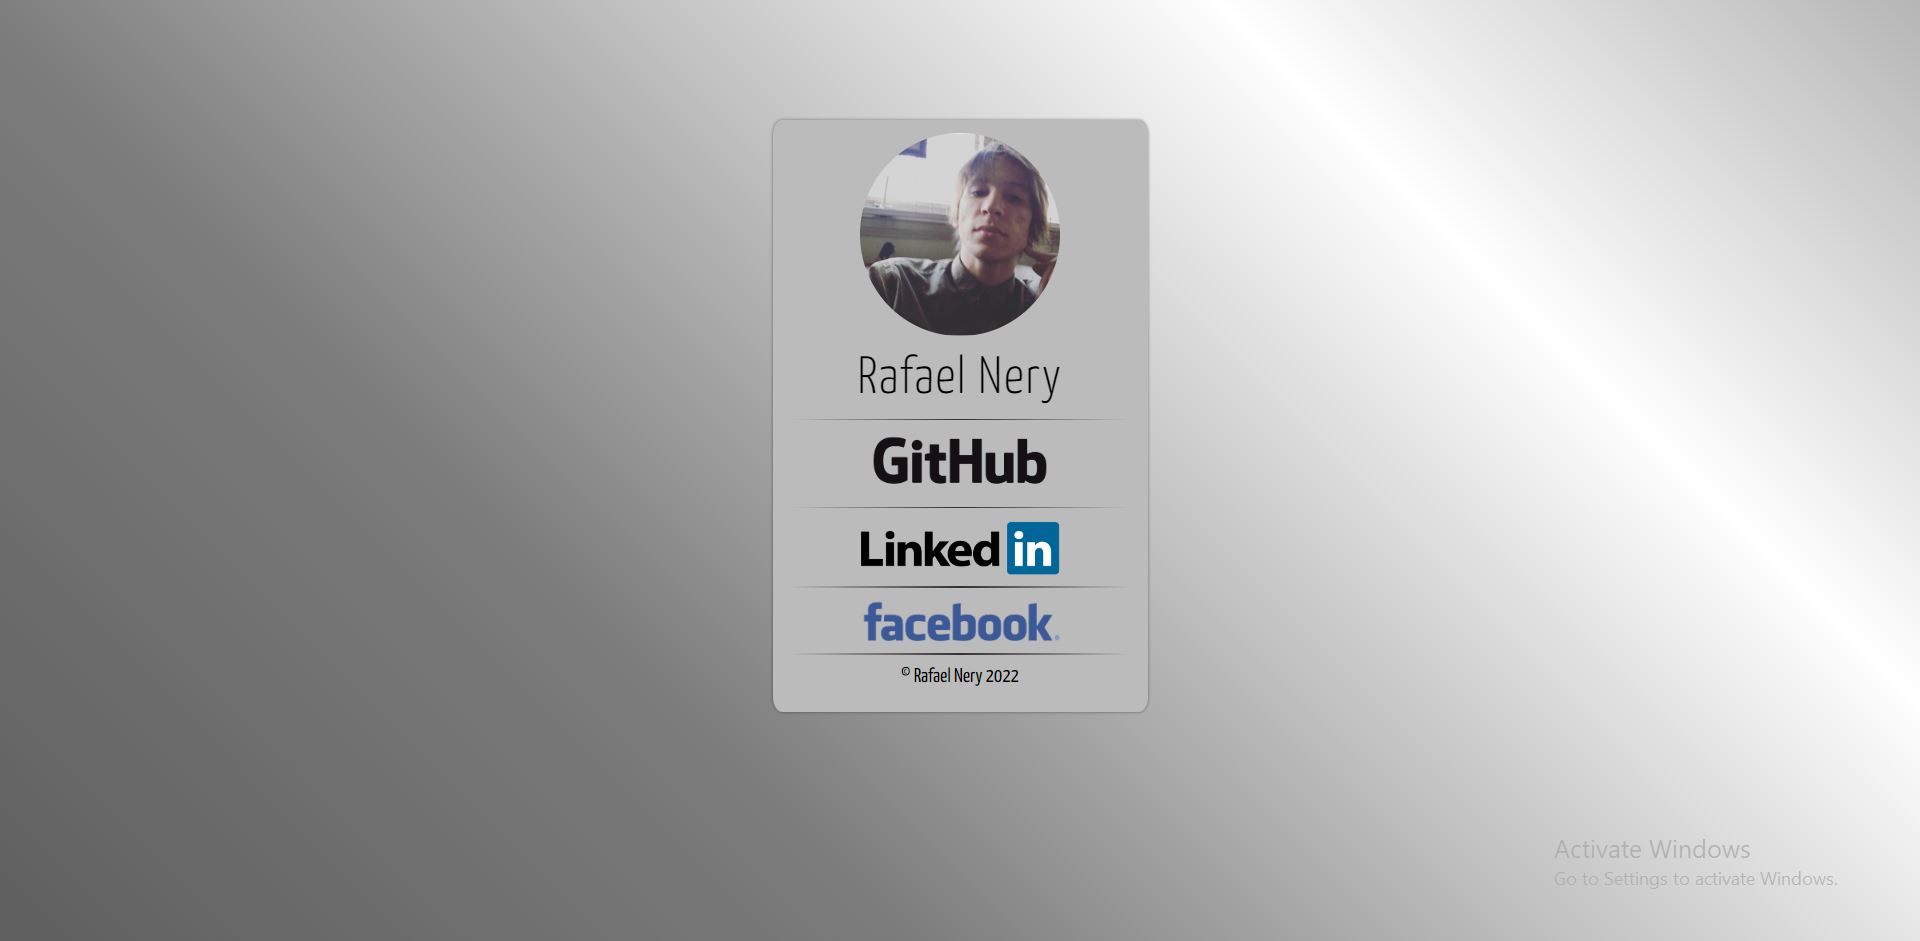 Rafael Nery
GitHub
Linked in
facebook.
© Rafael Nery 2022
Activate Windows
Go to Settings to activate Windows.